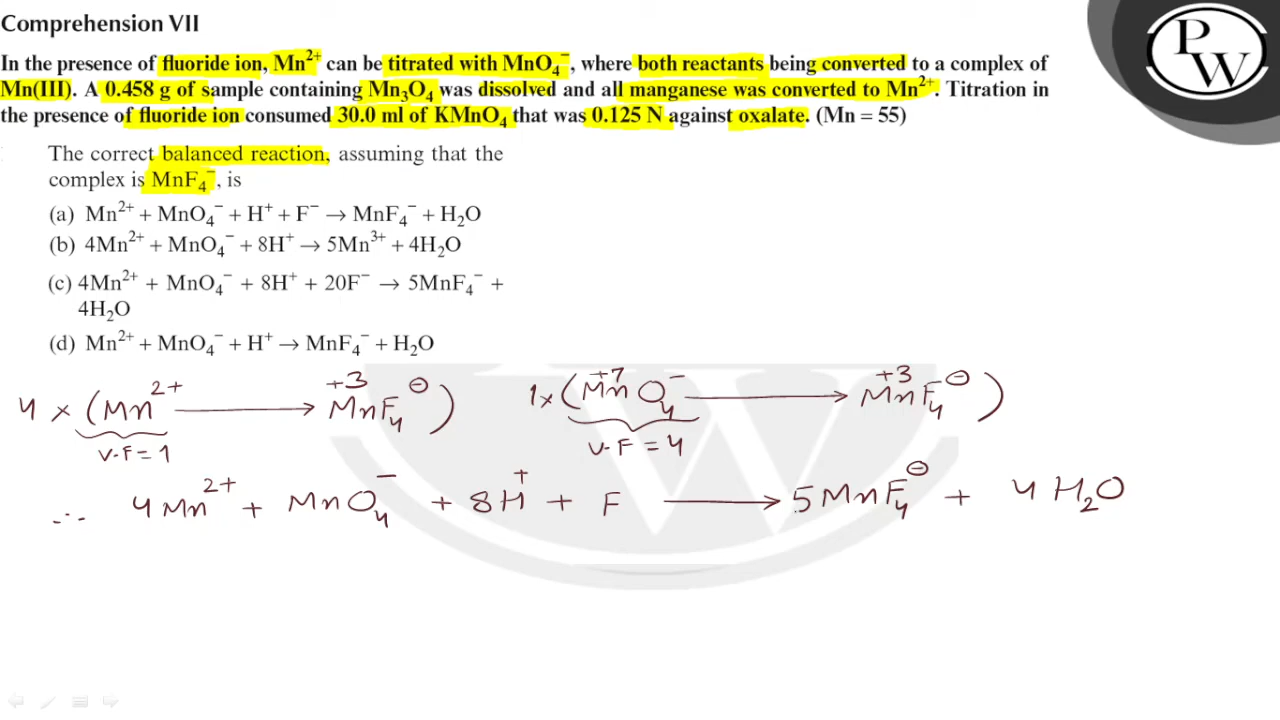 Comprehension VII
In the presence of fluoride ion, Mn²⁺ can be titrated with MnO₄⁻, where both reactants being converted to a complex of
Mn(III). A 0.458 g of sample containing Mn₃O₄ was dissolved and all manganese was converted to Mn²⁺. Titration in
the presence of fluoride ion consumed 30.0 ml of KMnO₄ that was 0.125 N against oxalate. (Mn = 55)
The correct balanced reaction, assuming that the
complex is MnF₄⁻, is
(a) Mn²⁺ + MnO₄⁻ + H⁺ + F⁻ → MnF₄⁻ + H₂O
(b) 4Mn²⁺ + MnO₄⁻ + 8H⁺ → 5Mn³⁺ + 4H₂O
(c) 4Mn²⁺ + MnO₄⁻ + 8H⁺ + 20F⁻ → 5MnF₄⁻ +
4H₂O
(d) Mn²⁺ + MnO₄⁻ + H⁺ → MnF₄⁻ + H₂O
4 × (Mn²⁺ → +3 MnF₄⊖) 1× (+7 MnO₄⁻ → +3 MnF₄⊖)
V.F = 1 V.F = 4
∴ 4Mn²⁺ + MnO₄⁻ + 8H⁺ + F → 5MnF₄⊖ + 4H₂O
PW